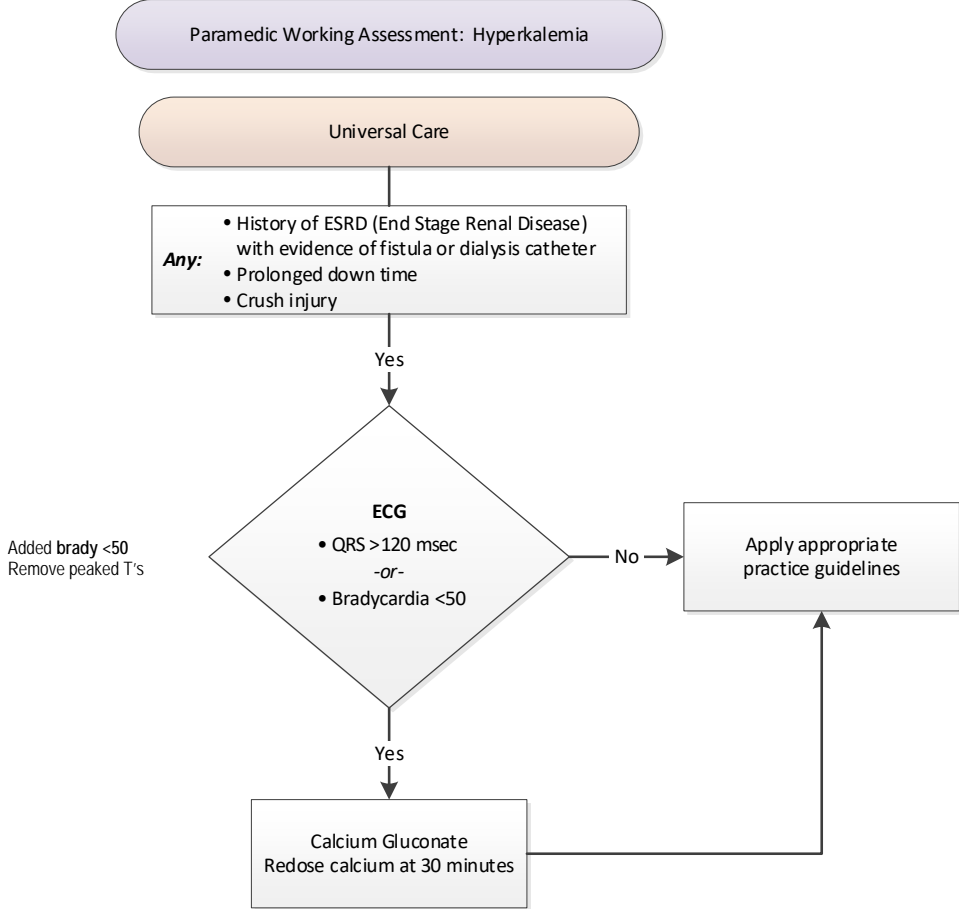 Paramedic Working Assessment: Hyperkalemia
Universal Care
Any:
• History of ESRD (End Stage Renal Disease)
with evidence of fistula or dialysis catheter
• Prolonged down time
• Crush injury
Yes
ECG
• QRS >120 msec
-or-
• Bradycardia <50
Added brady <50
Remove peaked T's
No
Apply appropriate
practice guidelines
Yes
Calcium Gluconate
Redose calcium at 30 minutes